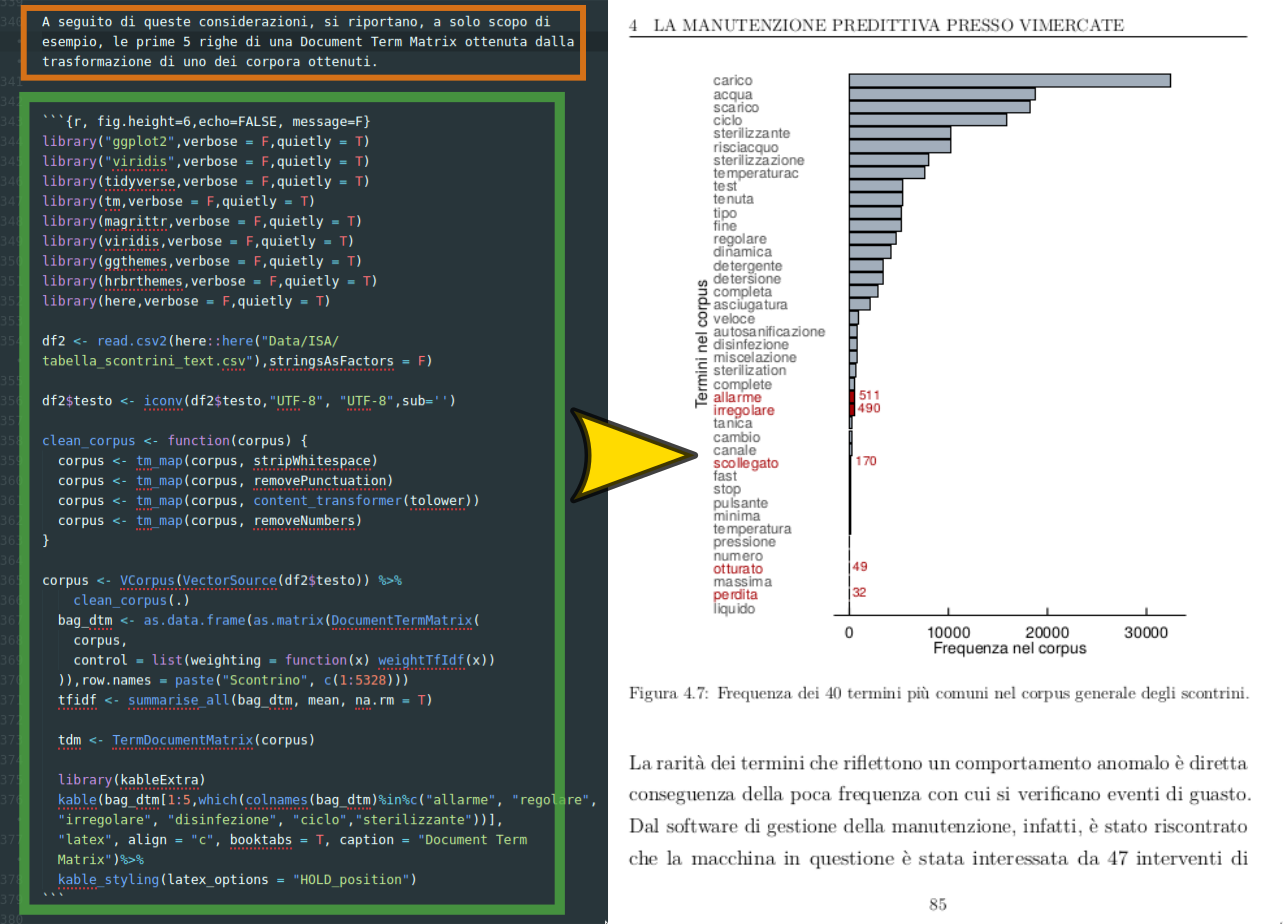 339
A seguito di queste considerazioni, si riportano, a solo scopo di
esempio, le prime 5 righe di una Document Term Matrix ottenuta dalla
trasformazione di uno dei corpora ottenuti.
341
342
```{r, fig.height=6,echo=FALSE, message=F}
library("ggplot2",verbose = F,quietly = T)
library("viridis",verbose = F,quietly = T)
library(tidyverse,verbose = F,quietly = T)
library(tm,verbose = F,quietly = T)
library(magrittr,verbose = F,quietly = T)
library(viridis,verbose = F,quietly = T)
library(ggthemes,verbose = F,quietly = T)
library(hrbrthemes,verbose = F,quietly = T)
library(here,verbose = F,quietly = T)
df2 <- read.csv2(here::here("Data/ISA/
tabella_scontrini_text.csv"),stringsAsFactors = F)
df2$testo <- iconv(df2$testo,"UTF-8", "UTF-8",sub='')
clean_corpus <- function(corpus) {
corpus <- tm_map(corpus, stripWhitespace)
corpus <- tm_map(corpus, removePunctuation)
corpus <- tm_map(corpus, content_transformer(tolower))
corpus <- tm_map(corpus, removeNumbers)
}
corpus <- VCorpus(VectorSource(df2$testo)) %>%
clean_corpus(.)
bag_dtm <- as.data.frame(as.matrix(DocumentTermMatrix(
corpus,
control = list(weighting = function(x) weightTfIdf(x))
)),row.names = paste("Scontrino", c(1:5328)))
tfidf <- summarise_all(bag_dtm, mean, na.rm = T)
tdm <- TermDocumentMatrix(corpus)
library(kableExtra)
kable(bag_dtm[1:5,which(colnames(bag_dtm)%in%c("allarme", "regolare",
"irregolare", "disinfezione", "ciclo","sterilizzante"))],
"latex", align = "c", booktabs = T, caption = "Document Term
Matrix")%>%
kable_styling(latex_options = "HOLD_position")
```
380
4 LA MANUTENZIONE PREDITTIVA PRESSO VIMERCATE
Termini nel corpus
carico
acqua
scarico
ciclo
sterilizzante
risciacquo
sterilizzazione
temperaturac
test
tenuta
tipo
fine
regolare
dinamica
detergente
detersione
completa
asciugatura
veloce
autosanificazione
disinfezione
miscelazione
sterilization
complete
allarme 511
irregolare 490
tanica
cambio
canale
scollegato 170
fast
stop
pulsante
minima
temperatura
pressione
numero
otturato 49
massima
perdita 32
liquido
0 10000 20000 30000
Frequenza nel corpus
Figura 4.7: Frequenza dei 40 termini più comuni nel corpus generale degli scontrini.
La rarità dei termini che riflettono un comportamento anomalo è diretta
conseguenza della poca frequenza con cui si verificano eventi di guasto.
Dal software di gestione della manutenzione, infatti, è stato riscontrato
che la macchina in questione è stata interessata da 47 interventi di
85